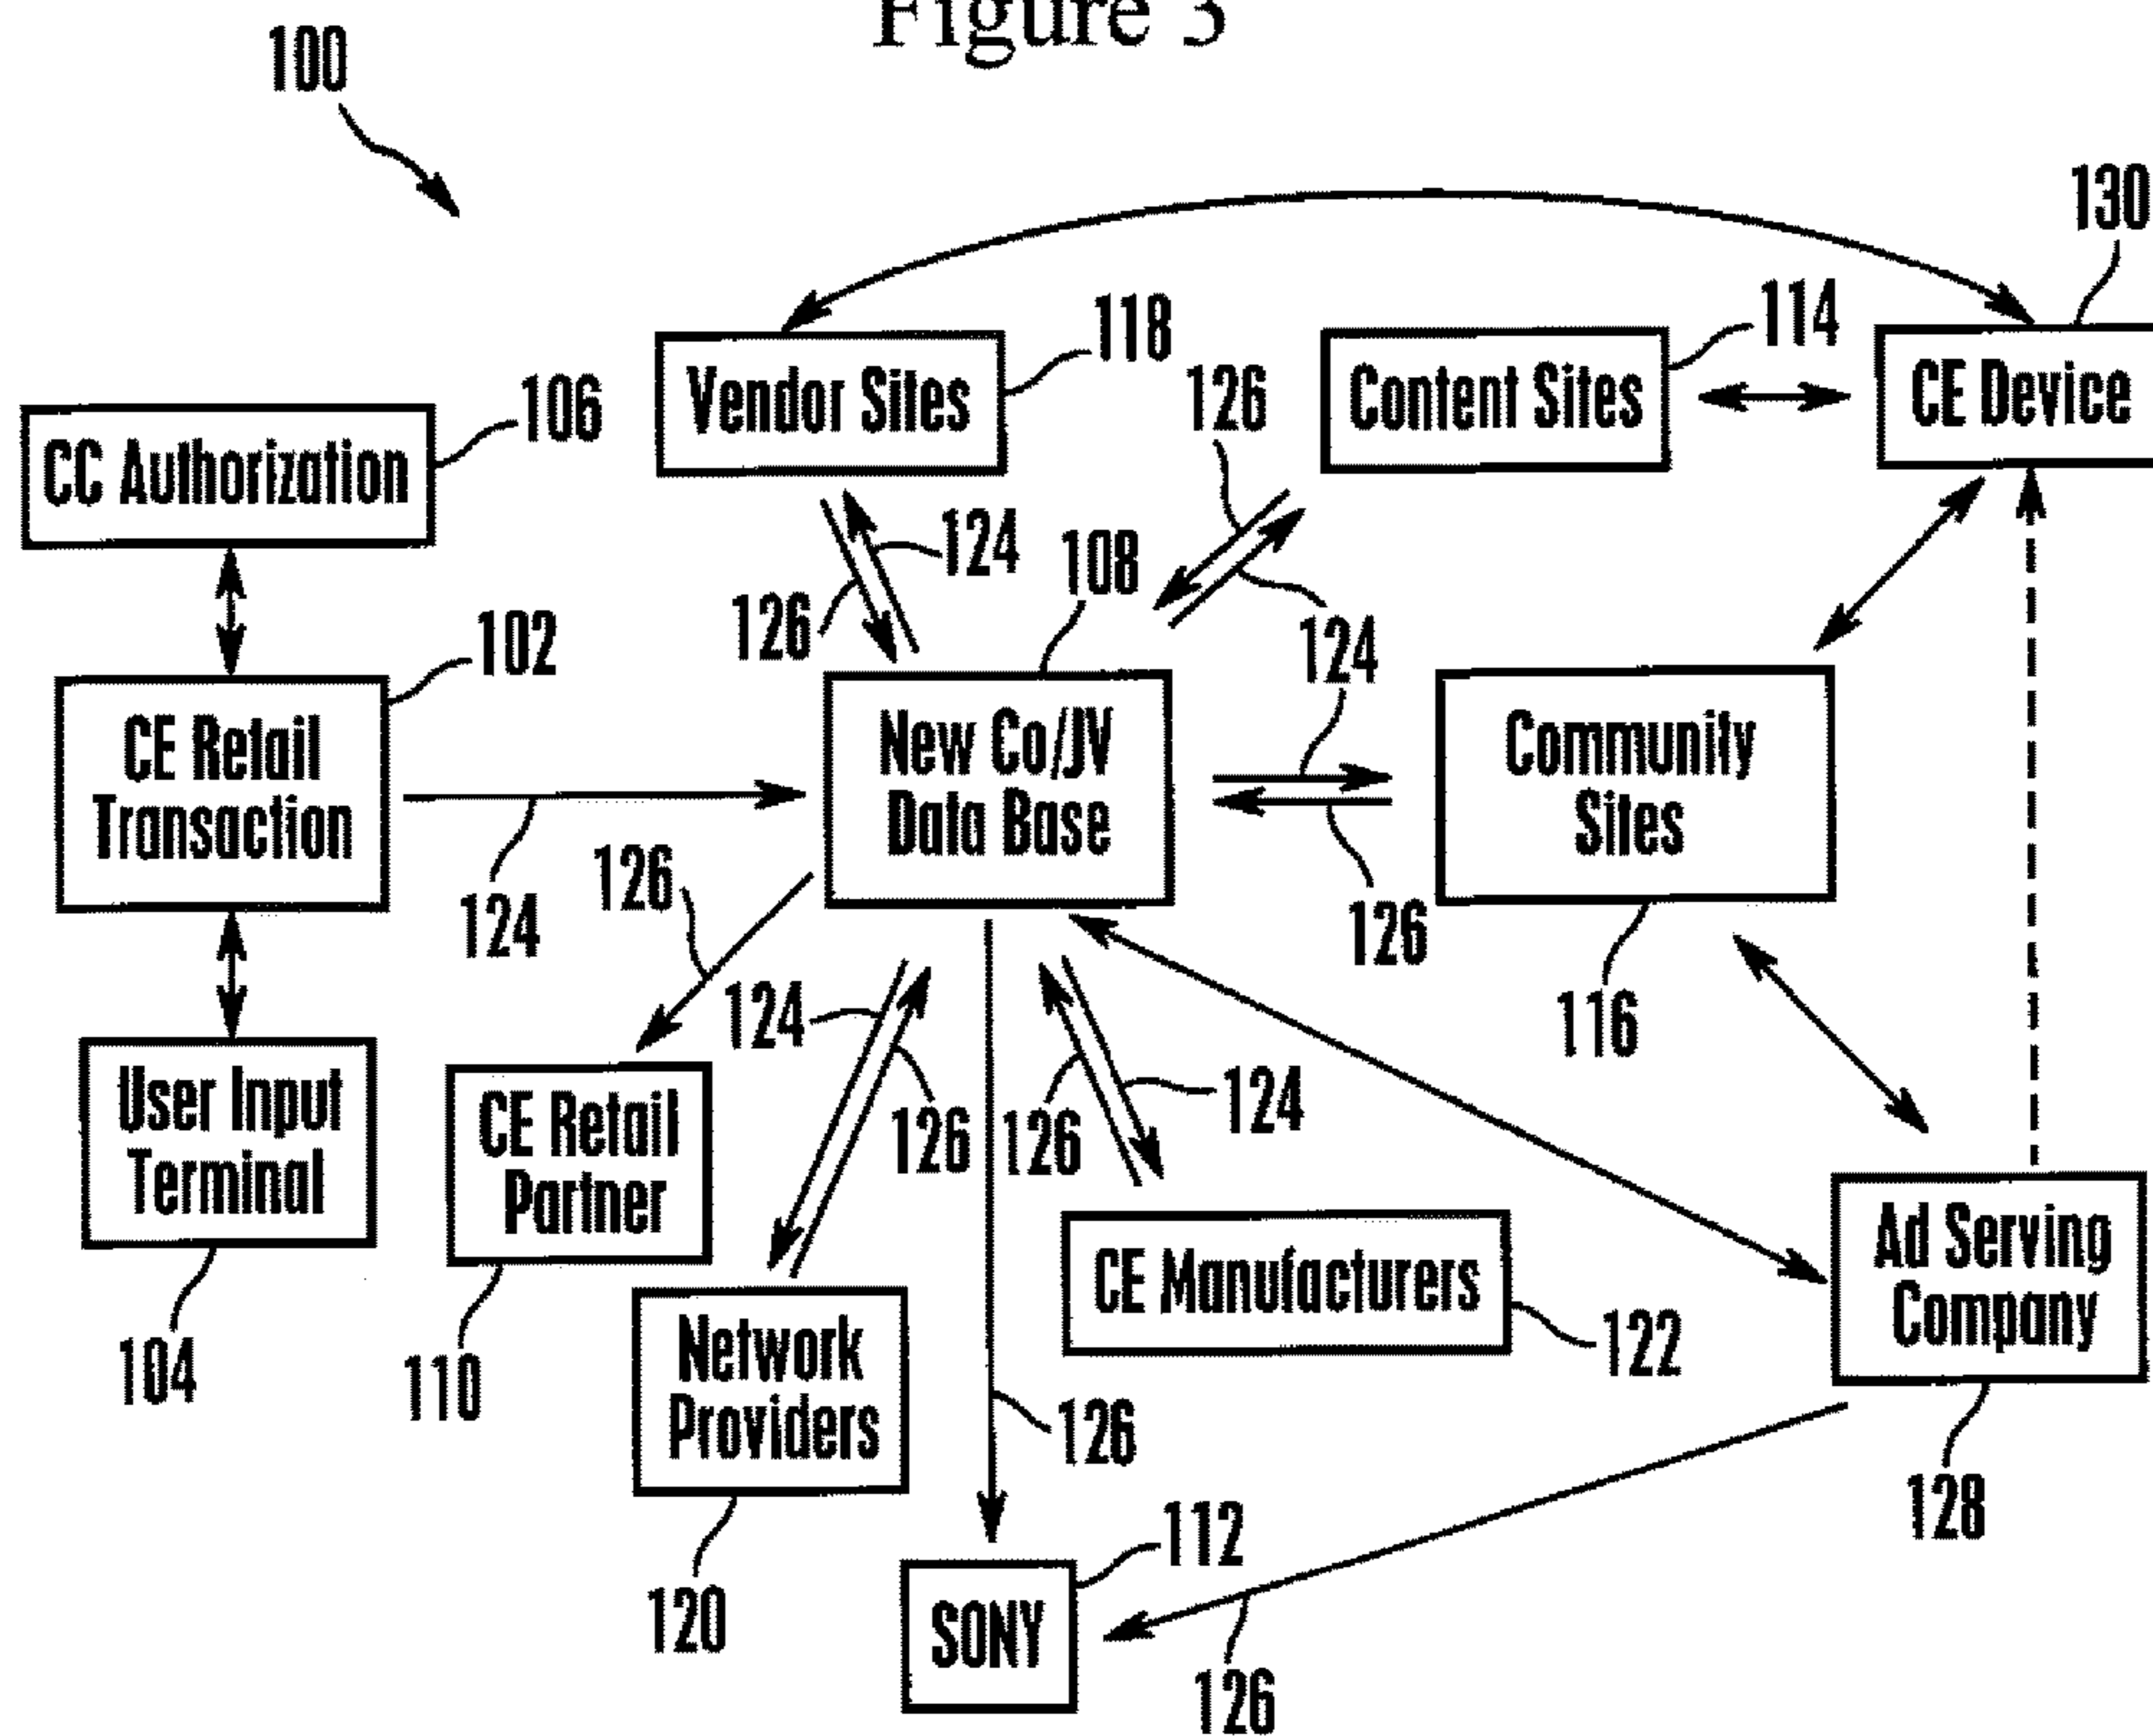 Figure 3
100
130
118
114
126
Vendor Sites
Content Sites
CE Device
106
CC Authorization
124
108
126
102
124
CE Retail
Transaction
New Co/JV
Data Base
Community
Sites
126
124
126
124
116
126
126
124
User Input
Terminal
CE Retail
Partner
Ad Serving
Company
CE Manufacturers
Network
Providers
122
104
110
126
128
112
120
SONY
126